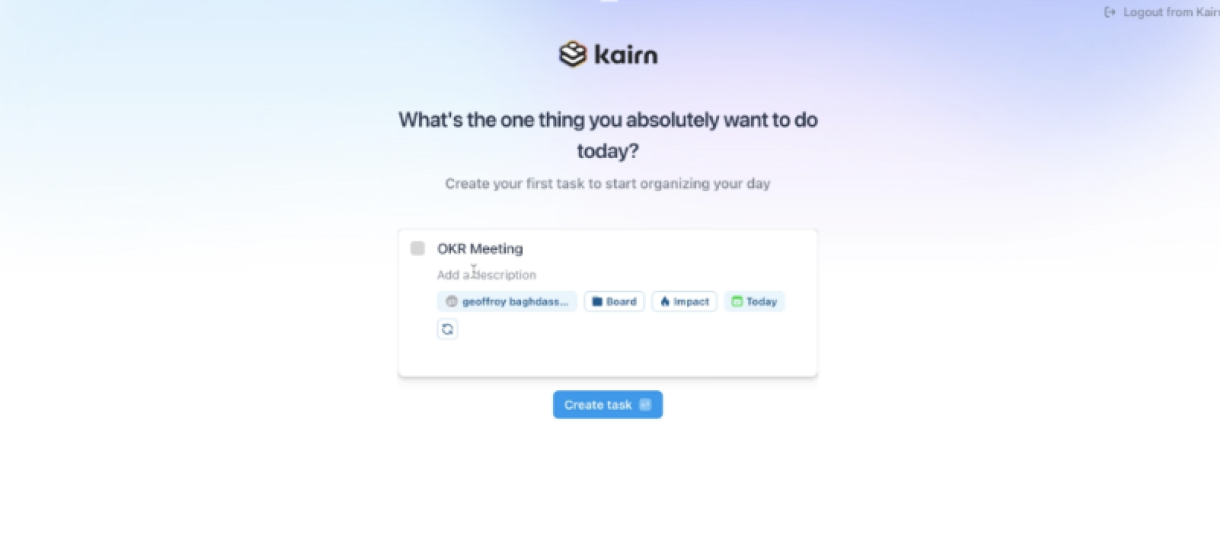 Logout from Kairn
kairn
What's the one thing you absolutely want to do
today?
Create your first task to start organizing your day
OKR Meeting
Add a description
geoffroy baghdass...
Board
Impact
Today
Create task